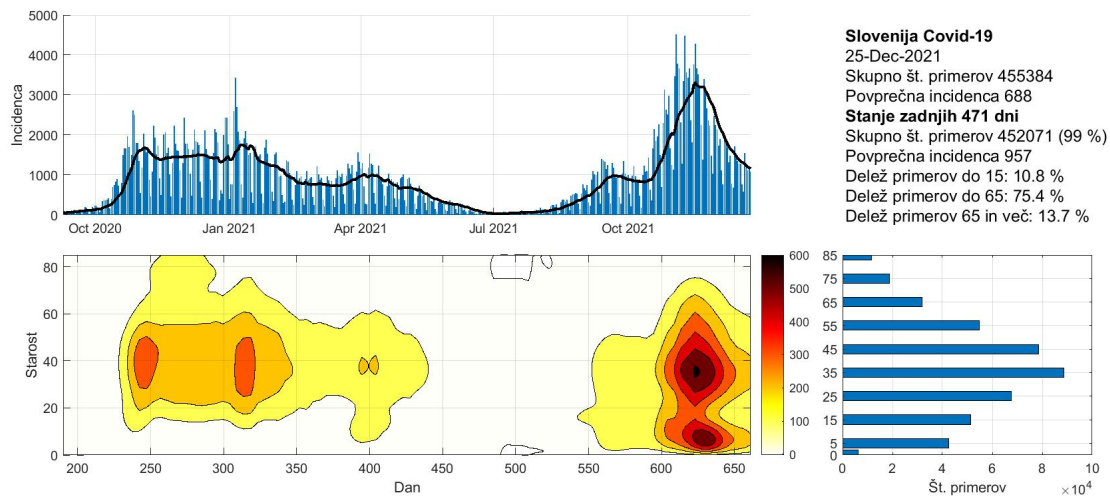 5000
4000
3000
2000
1000
0
Incidenca
Oct 2020 Jan 2021 Apr 2021 Jul 2021 Oct 2021
Slovenija Covid-19
25-Dec-2021
Skupno št. primerov 455384
Povprečna incidenca 688
Stanje zadnjih 471 dni
Skupno št. primerov 452071 (99 %)
Povprečna incidenca 957
Delež primerov do 15: 10.8 %
Delež primerov do 65: 75.4 %
Delež primerov 65 in več: 13.7 %
80
60
40
20
0
Starost
200 250 300 350 400 450 500 550 600 650
Dan
600
500
400
300
200
100
0
85
75
65
55
45
35
25
15
5
0
0 2 4 6 8 10
Št. primerov
×10^4